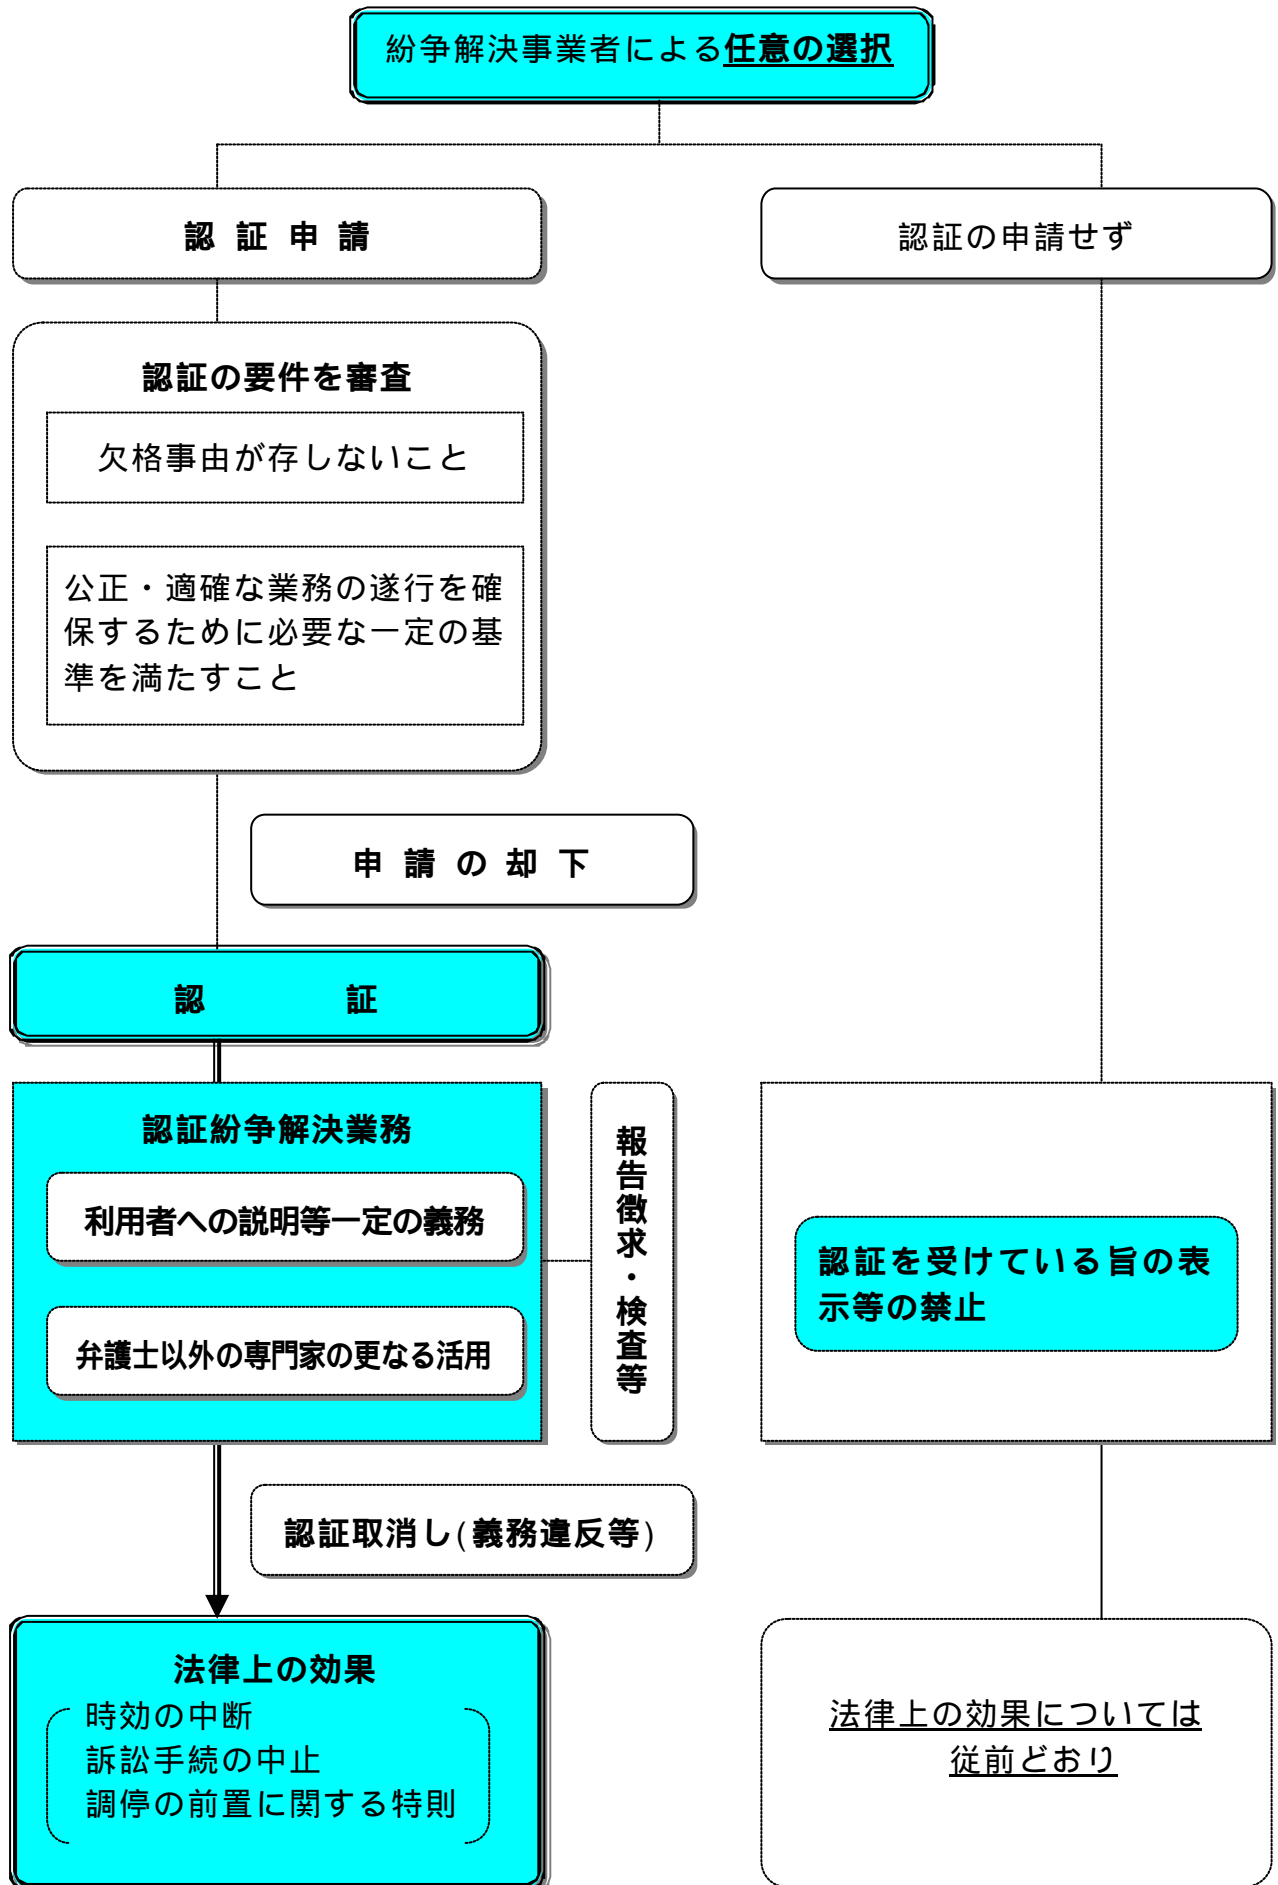 紛争解決事業者による任意の選択
認証申請
認証の申請せず
認証の要件を審査
欠格事由が存しないこと
公正・適確な業務の遂行を確
保するために必要な一定の基
準を満たすこと
申請の却下
認証
認証紛争解決業務
利用者への説明等一定の義務
弁護士以外の専門家の更なる活用
報告徴求・検査等
認証を受けている旨の表
示等の禁止
認証取消し(義務違反等)
法律上の効果
時効の中断
訴訟手続の中止
調停の前置に関する特則
法律上の効果については
従前どおり